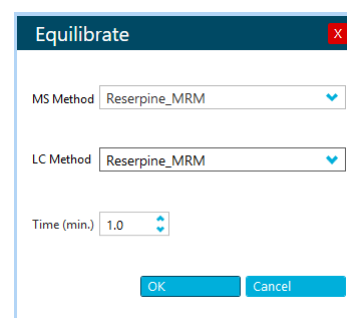 Equilibrate X
MS Method Reserpine_MRM
LC Method Reserpine_MRM
Time (min.) 1.0
OK Cancel